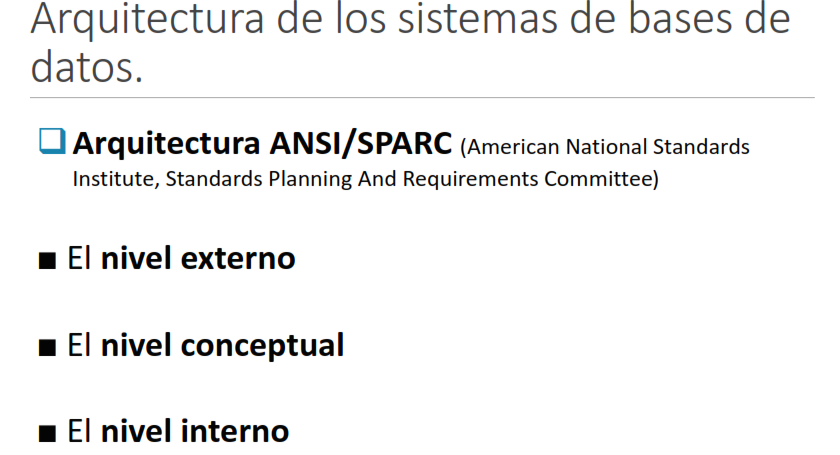 Arquitectura de los sistemas de bases de
datos.
Arquitectura ANSI/SPARC (American National Standards
Institute, Standards Planning And Requirements Committee)
El nivel externo
El nivel conceptual
El nivel interno